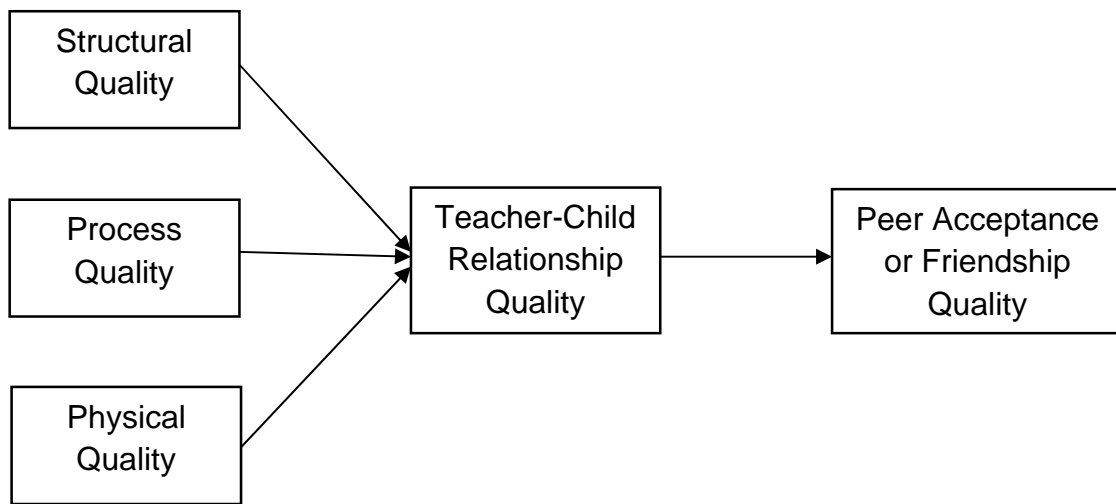 Structural
Quality
Process
Quality
Physical
Quality
Teacher-Child
Relationship
Quality
Peer Acceptance
or Friendship
Quality